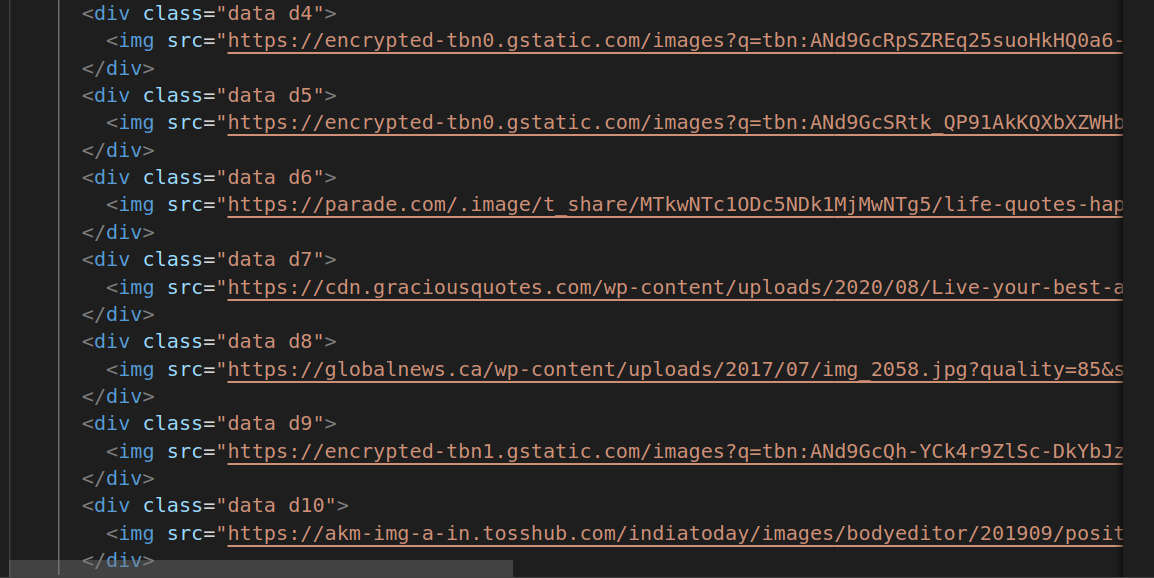 <div class="data d4">
<img src="https://encrypted-tbn0.gstatic.com/images?q=tbn:ANd9GcRpSZREq25suoHkHQ0a6-
</div>
<div class="data d5">
<img src="https://encrypted-tbn0.gstatic.com/images?q=tbn:ANd9GcSRtk_QP91AkKQXbXZWHb
</div>
<div class="data d6">
<img src="https://parade.com/.image/t_share/MTkwNTc1ODc5NDk1MjMwNTg5/life-quotes-hap
</div>
<div class="data d7">
<img src="https://cdn.graciousquotes.com/wp-content/uploads/2020/08/Live-your-best-a
</div>
<div class="data d8">
<img src="https://globalnews.ca/wp-content/uploads/2017/07/img_2058.jpg?quality=85&s
</div>
<div class="data d9">
<img src="https://encrypted-tbn1.gstatic.com/images?q=tbn:ANd9GcQh-YCk4r9ZlSc-DkYbJz
</div>
<div class="data d10">
<img src="https://akm-img-a-in.tosshub.com/indiatoday/images/bodyeditor/201909/posit
</div>